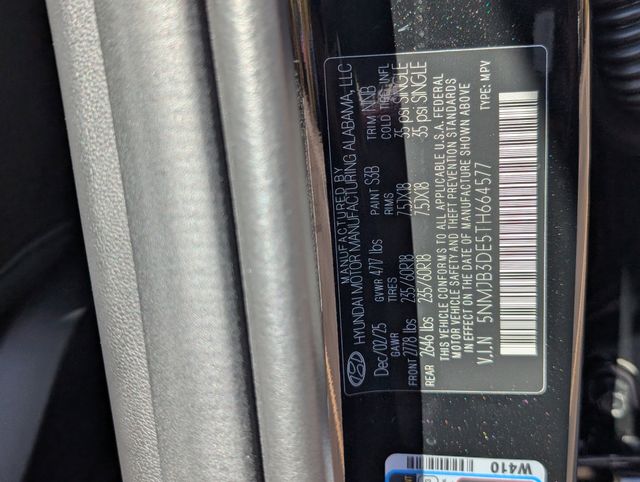 MANUFACTURED BY
HYUNDAI MOTOR MANUFACTURING ALABAMA, LLC
Dec/02/25 PAINT S3B TRIM NNB
GVWR 4717 lbs
GAWR TIRES RIMS COLD TIRE INFL
FRONT 2778 lbs 235/60R18 7.5JX18 35 psi SINGLE
REAR 2646 lbs 235/60R18 7.5JX18 35 psi SINGLE
THIS VEHICLE CONFORMS TO ALL APPLICABLE U.S.A. FEDERAL
MOTOR VEHICLE SAFETY AND THEFT PREVENTION STANDARDS
IN EFFECT ON THE DATE OF MANUFACTURE SHOWN ABOVE
V.I.N 5NMJB3DE5TH664577 TYPE: MPV
W410